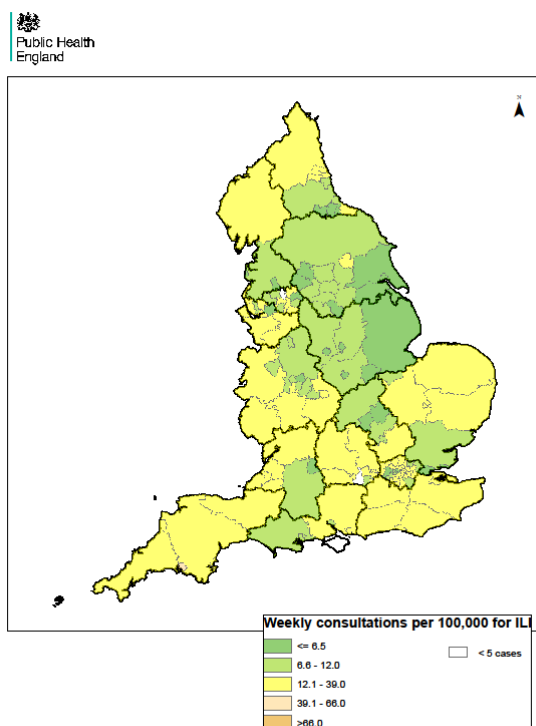 Public Health
England
N
Weekly consultations per 100,000 for ILI
<= 6.5
6.6 - 12.0
12.1 - 39.0
39.1 - 66.0
>66.0
< 5 cases